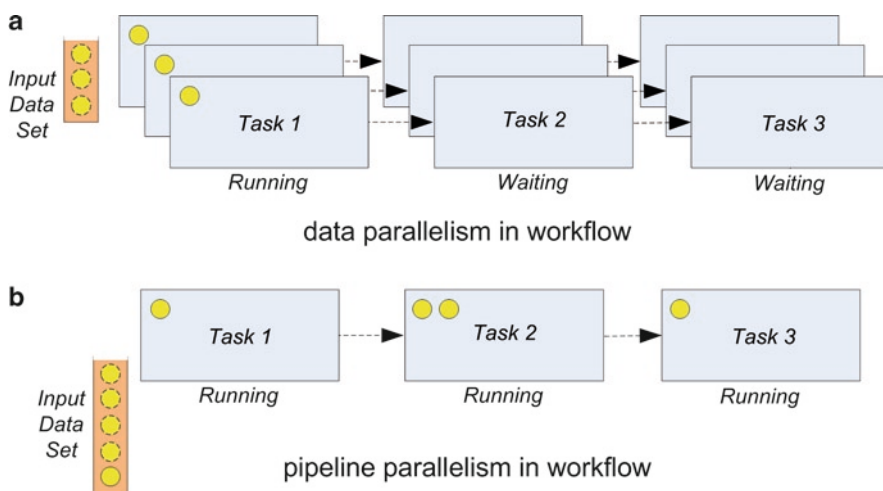 a
Input
Data
Set
Task 1
Task 2
Task 3
Running
Waiting
Waiting
data parallelism in workflow
b
Task 1
Task 2
Task 3
Running
Running
Running
Input
Data
Set
pipeline parallelism in workflow